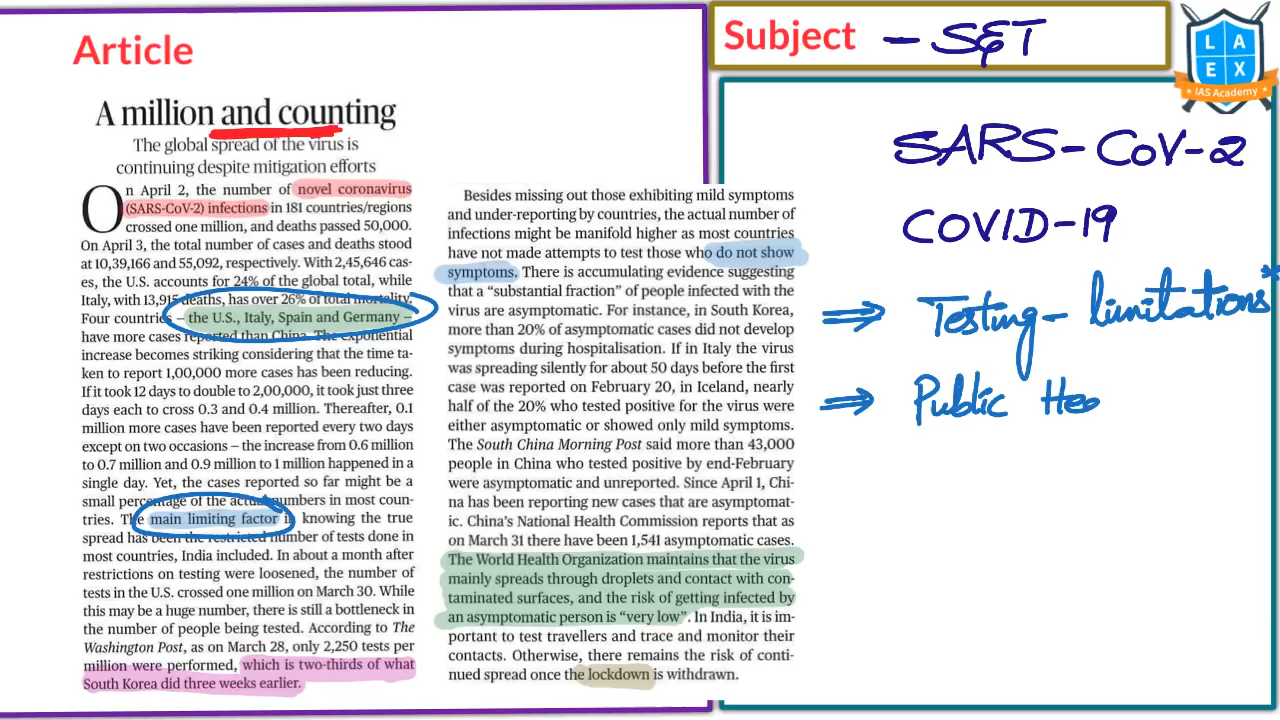 Article
Subject - S&T
L A
E X
IAS Academy
A million and counting
The global spread of the virus is
continuing despite mitigation efforts
On April 2, the number of novel coronavirus
(SARS-CoV-2) infections in 181 countries/regions
crossed one million, and deaths passed 50,000.
On April 3, the total number of cases and deaths stood
at 10,39,166 and 55,092, respectively. With 2,45,646 cas-
es, the U.S. accounts for 24% of the global total, while
Italy, with 13,915 deaths, has over 26% of total mortality.
Four countries – the U.S., Italy, Spain and Germany –
have more cases reported than China. The exponential
increase becomes striking considering that the time ta-
ken to report 1,00,000 more cases has been reducing.
If it took 12 days to double to 2,00,000, it took just three
days each to cross 0.3 and 0.4 million. Thereafter, 0.1
million more cases have been reported every two days
except on two occasions – the increase from 0.6 million
to 0.7 million and 0.9 million to 1 million happened in a
single day. Yet, the cases reported so far might be a
small percentage of the actual numbers in most coun-
tries. The main limiting factor in knowing the true
spread has been the restricted number of tests done in
most countries, India included. In about a month after
restrictions on testing were loosened, the number of
tests in the U.S. crossed one million on March 30. While
this may be a huge number, there is still a bottleneck in
the number of people being tested. According to The
Washington Post, as on March 28, only 2,250 tests per
million were performed, which is two-thirds of what
South Korea did three weeks earlier.
Besides missing out those exhibiting mild symptoms
and under-reporting by countries, the actual number of
infections might be manifold higher as most countries
have not made attempts to test those who do not show
symptoms. There is accumulating evidence suggesting
that a “substantial fraction” of people infected with the
virus are asymptomatic. For instance, in South Korea,
more than 20% of asymptomatic cases did not develop
symptoms during hospitalisation. If in Italy the virus
was spreading silently for about 50 days before the first
case was reported on February 20, in Iceland, nearly
half of the 20% who tested positive for the virus were
either asymptomatic or showed only mild symptoms.
The South China Morning Post said more than 43,000
people in China who tested positive by end-February
were asymptomatic and unreported. Since April 1, Chi-
na has been reporting new cases that are asymptomat-
ic. China’s National Health Commission reports that as
on March 31 there have been 1,541 asymptomatic cases.
The World Health Organization maintains that the virus
mainly spreads through droplets and contact with con-
taminated surfaces, and the risk of getting infected by
an asymptomatic person is “very low”. In India, it is im-
portant to test travellers and trace and monitor their
contacts. Otherwise, there remains the risk of conti-
nued spread once the lockdown is withdrawn.
SARS-CoV-2
COVID-19
⇒ Testing - limitations*
⇒ Public Hea